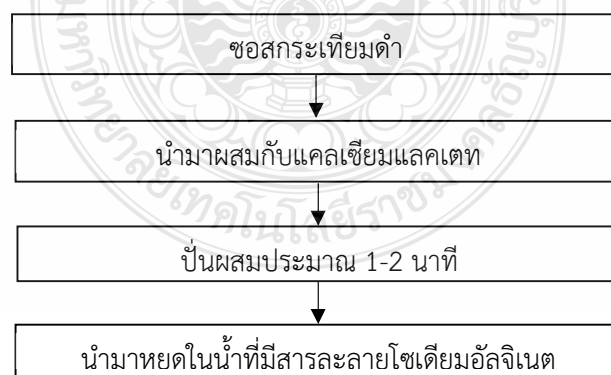 ซอสกระเทียมดำ
นำมาผสมกับแคลเซียมแลคเตท
ปั่นผสมประมาณ 1-2 นาที
นำมาหยดในน้ำที่มีสารละลายโซเดียมอัลจิเนต